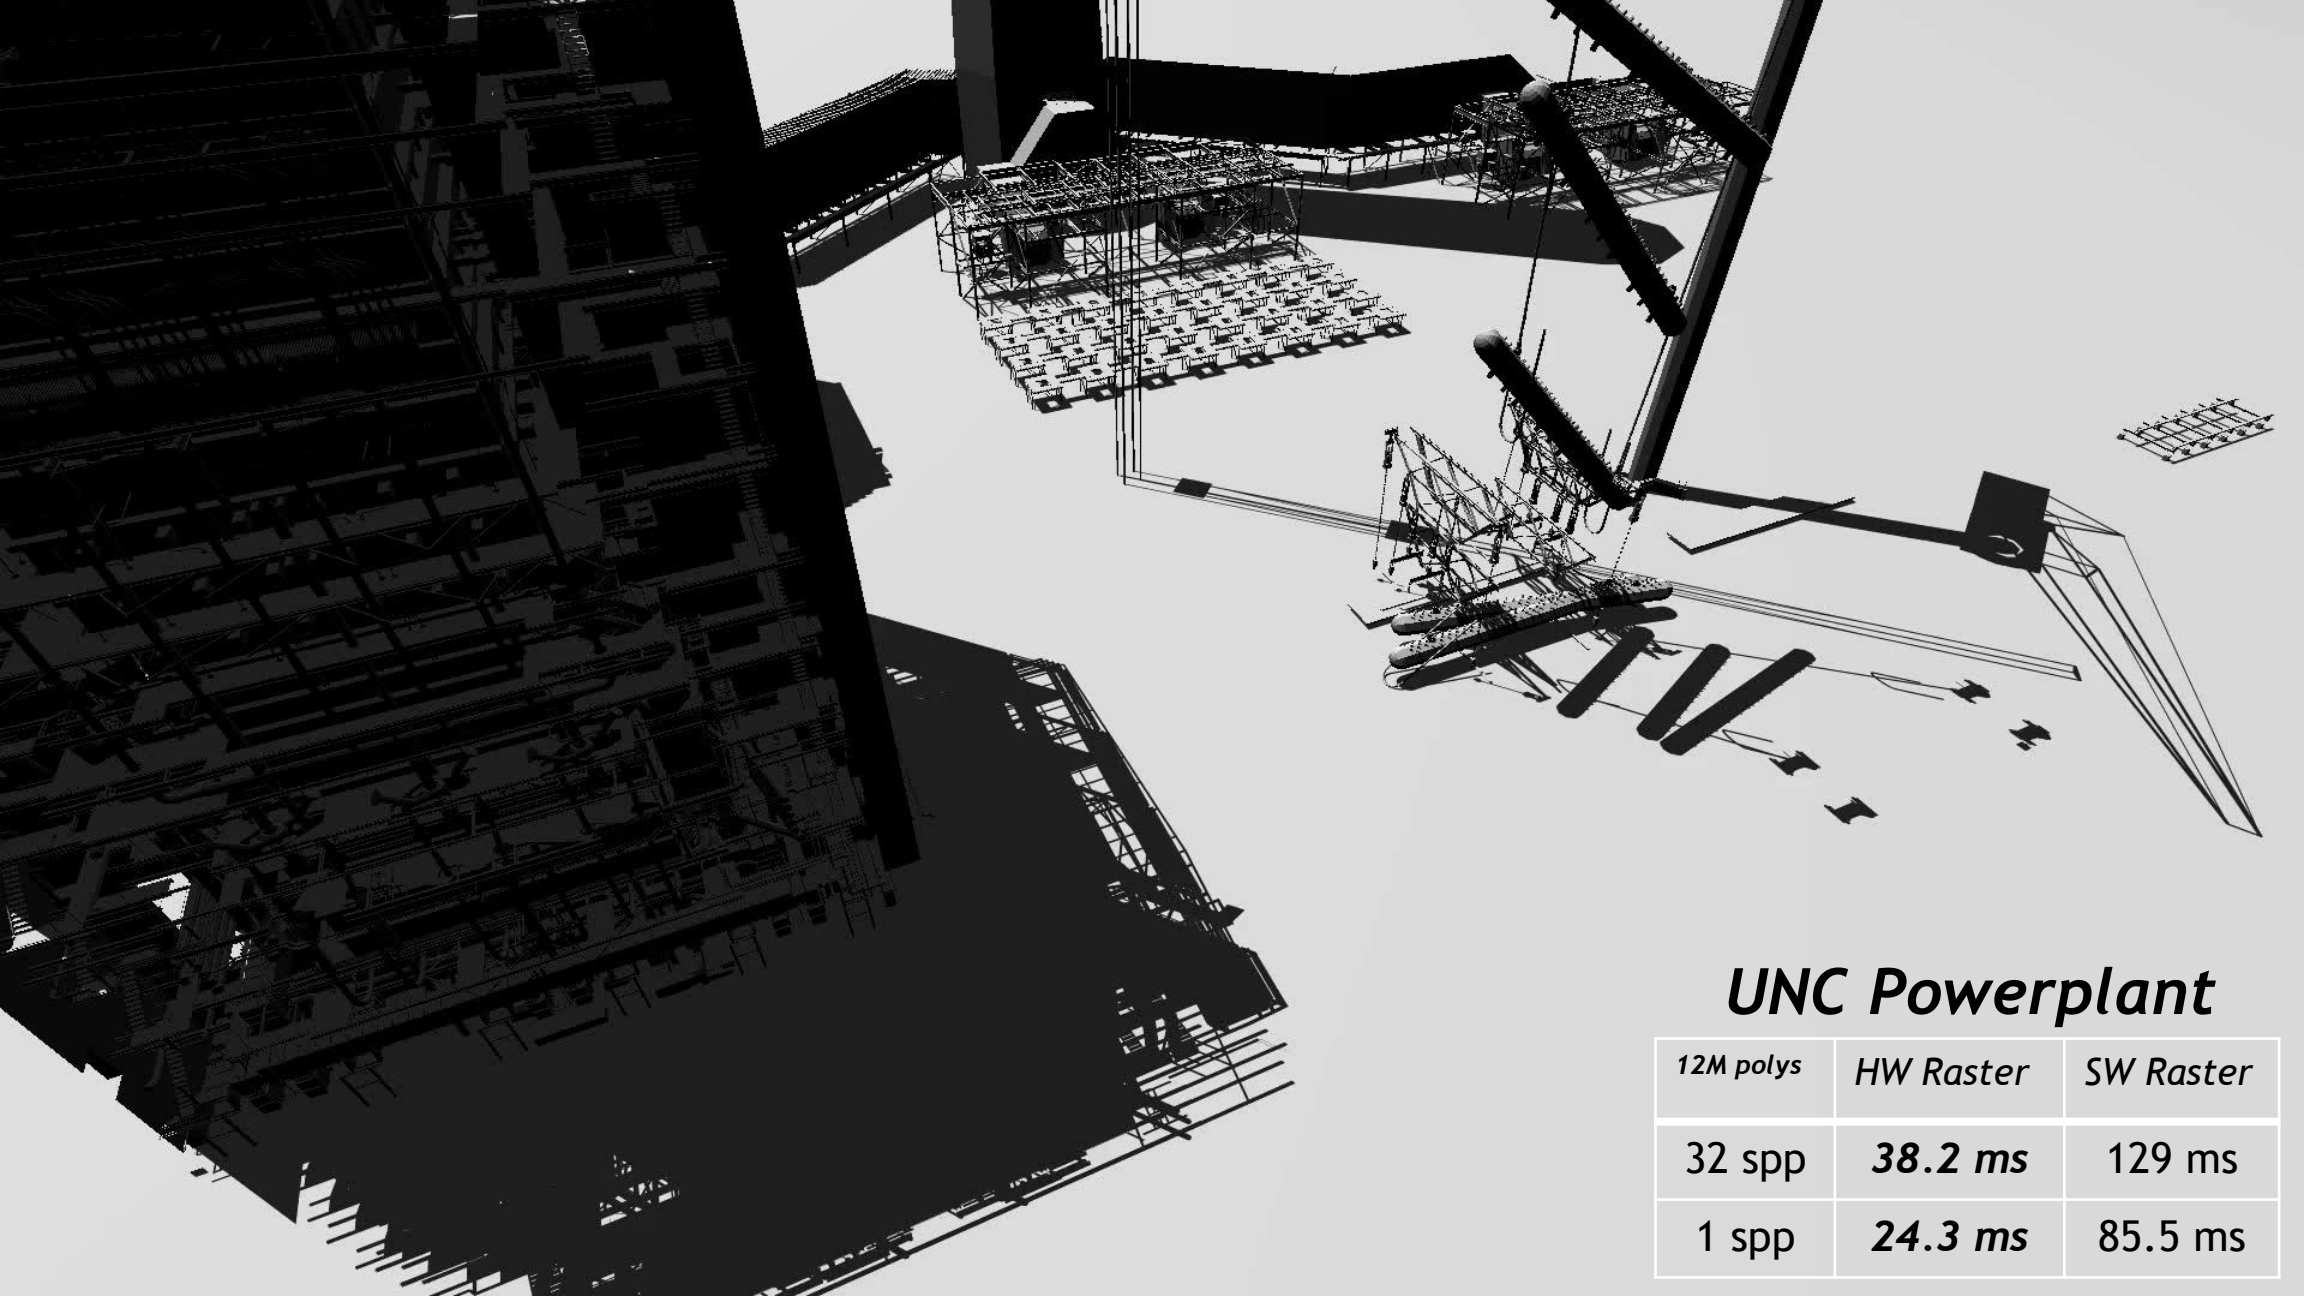 UNC Powerplant
12M polys HW Raster SW Raster
32 spp 38.2 ms 129 ms
1 spp 24.3 ms 85.5 ms